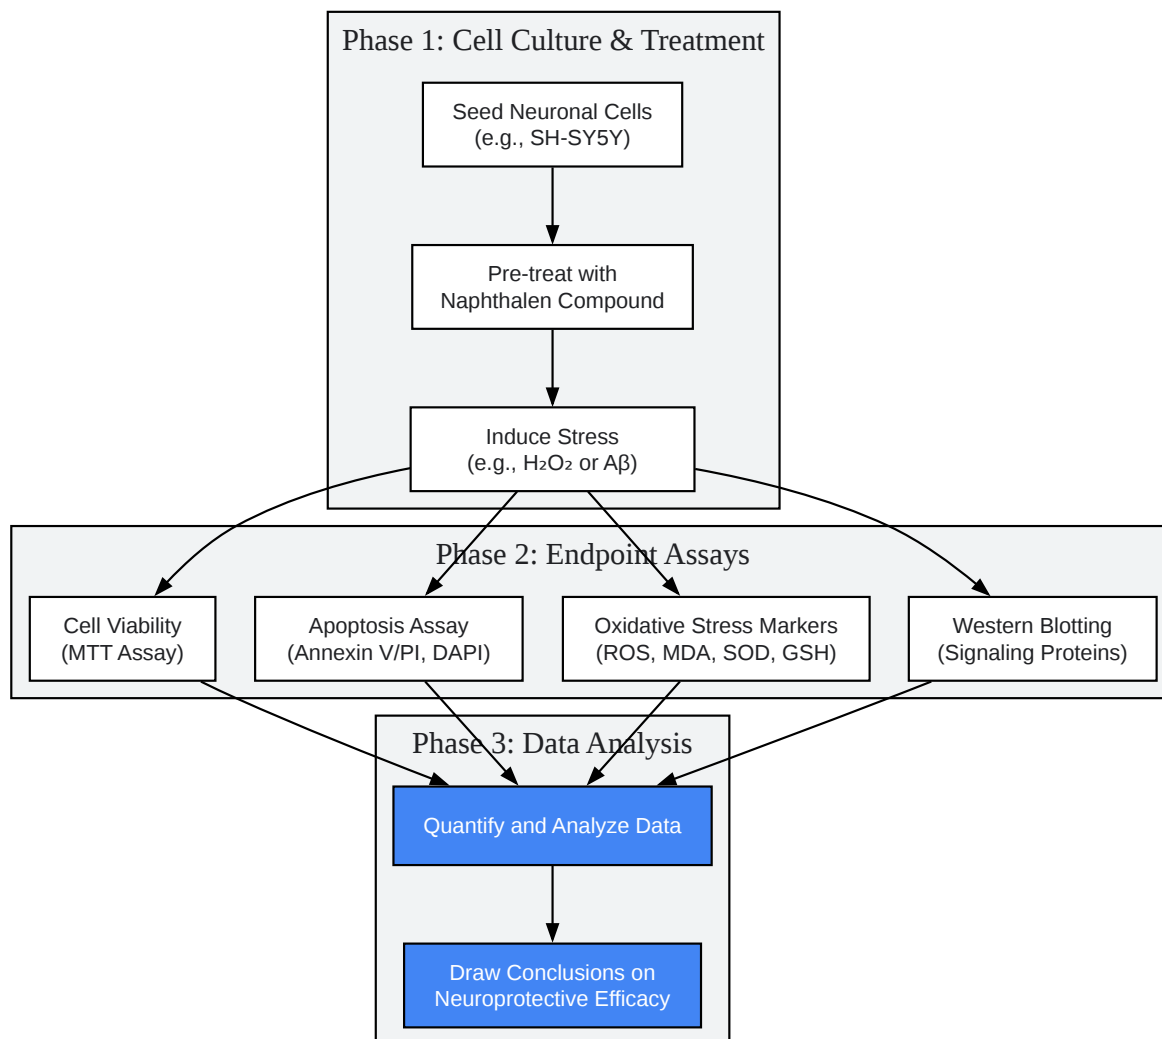 Phase 1: Cell Culture & Treatment
Seed Neuronal Cells
(e.g., SH-SY5Y)
Pre-treat with
Naphthalen Compound
Induce Stress
(e.g., H₂O₂ or Aβ)
Phase 2: Endpoint Assays
Cell Viability
(MTT Assay)
Apoptosis Assay
(Annexin V/PI, DAPI)
Oxidative Stress Markers
(ROS, MDA, SOD, GSH)
Western Blotting
(Signaling Proteins)
Phase 3: Data Analysis
Quantify and Analyze Data
Draw Conclusions on
Neuroprotective Efficacy